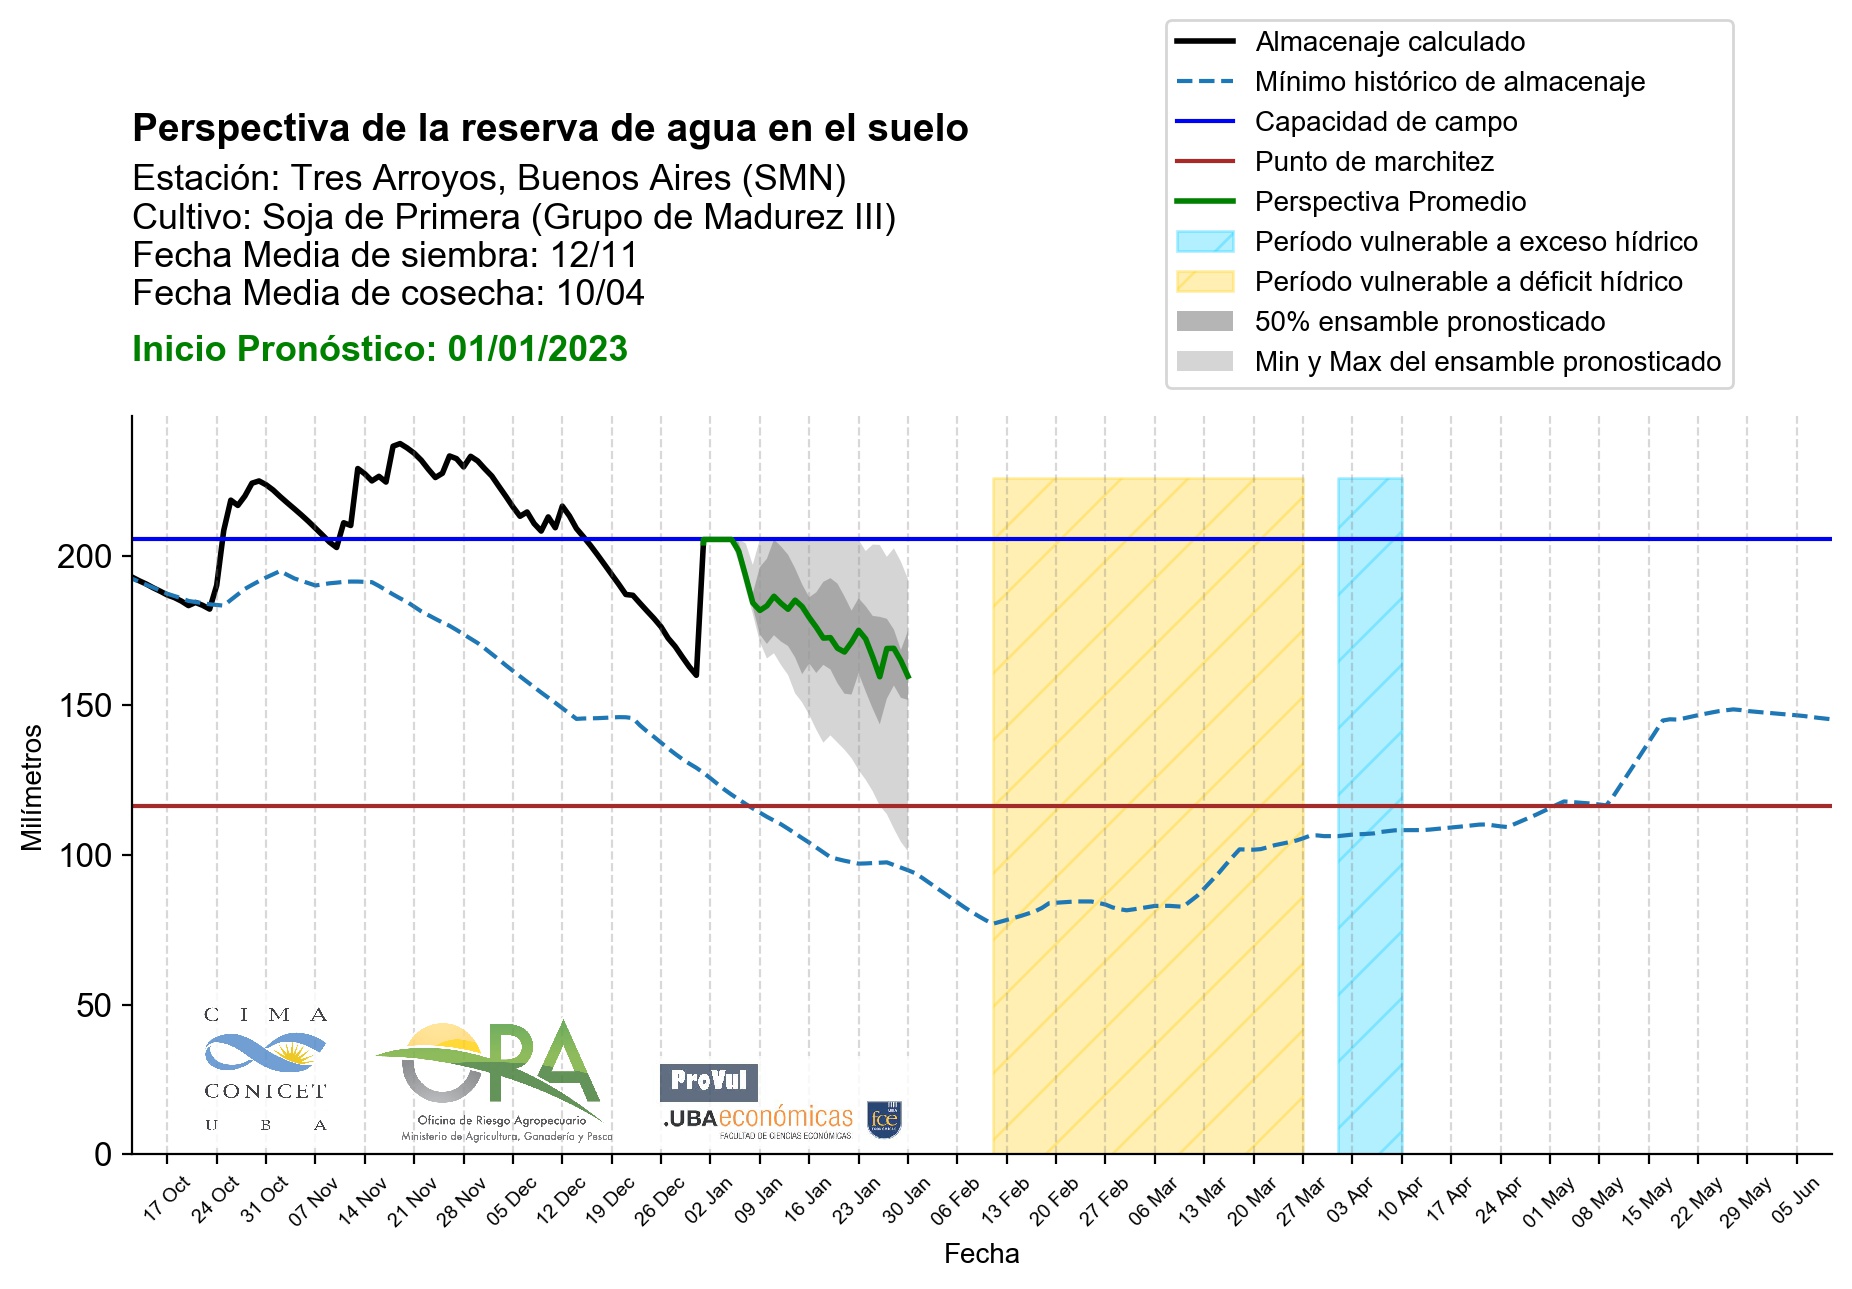 Almacenaje calculado
Mínimo histórico de almacenaje
Capacidad de campo
Punto de marchitez
Perspectiva Promedio
Período vulnerable a exceso hídrico
Período vulnerable a déficit hídrico
50% ensamble pronosticado
Min y Max del ensamble pronosticado
Perspectiva de la reserva de agua en el suelo
Estación: Tres Arroyos, Buenos Aires (SMN)
Cultivo: Soja de Primera (Grupo de Madurez III)
Fecha Media de siembra: 12/11
Fecha Media de cosecha: 10/04
Inicio Pronóstico: 01/01/2023
200
150
100
50
0
Milímetros
CIMA
CONICET
UBA
ORA
Oficina de Riesgo Agropecuario
Ministerio de Agricultura, Ganadería y Pesca
ProVul
.UBAeconómicas
FACULTAD DE CIENCIAS ECONÓMICAS
UBA
fce
17 Oct
24 Oct
31 Oct
07 Nov
14 Nov
21 Nov
28 Nov
05 Dec
12 Dec
19 Dec
26 Dec
02 Jan
09 Jan
16 Jan
23 Jan
30 Jan
06 Feb
13 Feb
20 Feb
27 Feb
06 Mar
13 Mar
20 Mar
27 Mar
03 Apr
10 Apr
17 Apr
24 Apr
01 May
08 May
15 May
22 May
29 May
05 Jun
Fecha